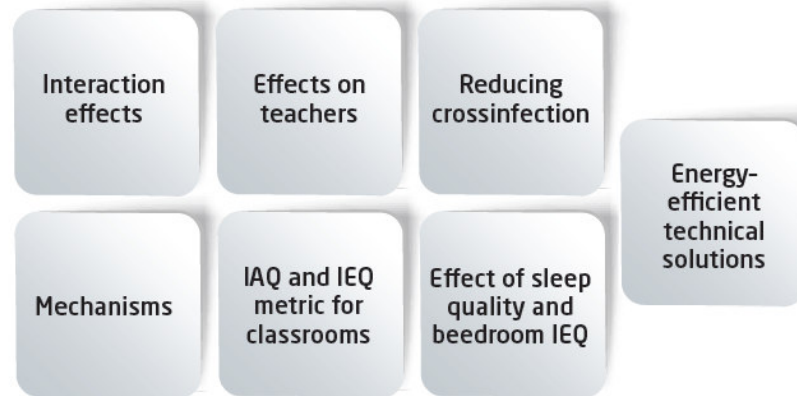 Interaction
effects
Effects on
teachers
Reducing
crossinfection
Energy-
efficient
technical
solutions
Mechanisms
IAQ and IEQ
metric for
classrooms
Effect of sleep
quality and
beedroom IEQ